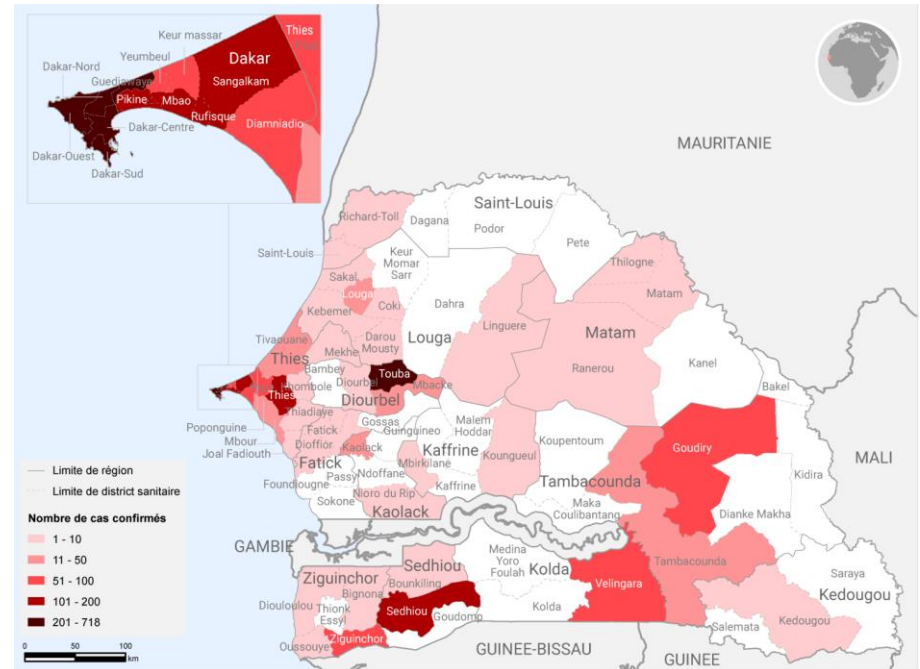 Thies
Keur massar
Yeumbeul
Dakar
Dakar-Nord
Guediawaye
Sangalkam
Pikine
Mbao
Rufisque
Diamniadio
Dakar-Centre
Dakar-Ouest
Dakar-Sud
MAURITANIE
Saint-Louis
Richard-Toll
Dagana
Podor
Pete
Saint-Louis
Keur
Momar
Sarr
Thilogne
Sakal
Louga
Matam
Kebemer
Coki
Dahra
Linguere
Matam
Tivaouane
Darou
Mousty
Louga
Mekhe
Ranerou
Kanel
Thies
Bambey
Touba
Bakel
Thies
Khombole
Diourbel
Mbacke
Diourbel
Poponguine
Thiadiaye
Gossas
Malem
Hoddar
Goudiry
Mbour
Fatick
Guinguineo
Koupentoum
Joal Fadiouth
Dioffior
Kaolack
Kaffrine
Koungueul
MALI
Fatick
Mbirkilane
Kidira
Foundiougne
Passy
Ndoffane
Kaffrine
Tambacounda
Sokone
Nioro du Rip
Maka
Coulibantang
Dianke Makha
Kaolack
GAMBIE
Medina
Yoro
Foulah
Tambacounda
Sedhiou
Kolda
Ziguinchor
Bounkiling
Velingara
Saraya
Bignona
Diouloulou
Kedougou
Thionk
Essyl
Sedhiou
Goudomp
Kolda
Salemata
Kedougou
Ziguinchor
Oussouye
GUINEE-BISSAU
GUINEE
Limite de région
Limite de district sanitaire
Nombre de cas confirmés
1 - 10
11 - 50
51 - 100
101 - 200
201 - 718
0 50 100
km